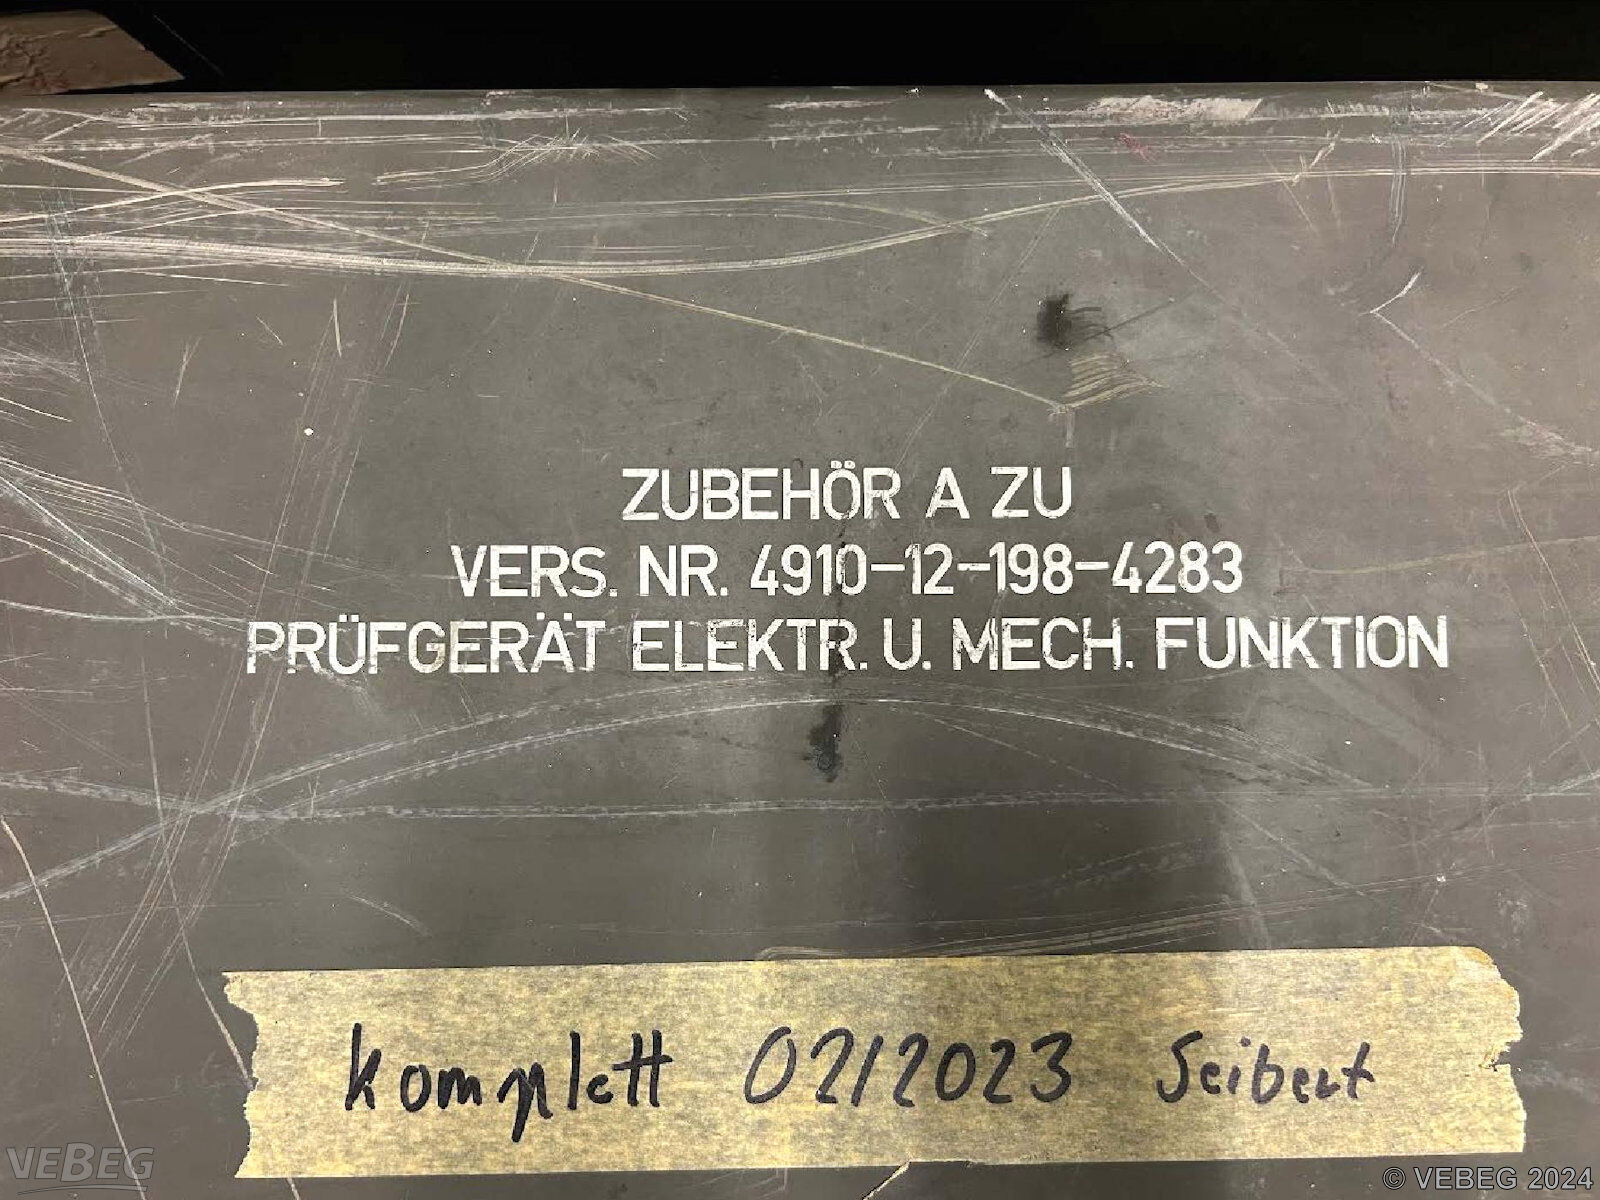 ZUBEHÖR A ZU
VERS. NR. 4910-12-198-4283
PRÜFGERÄT ELEKTR. U. MECH. FUNKTION
komplett 02/2023 Seibert
VEBEG
© VEBEG 2024